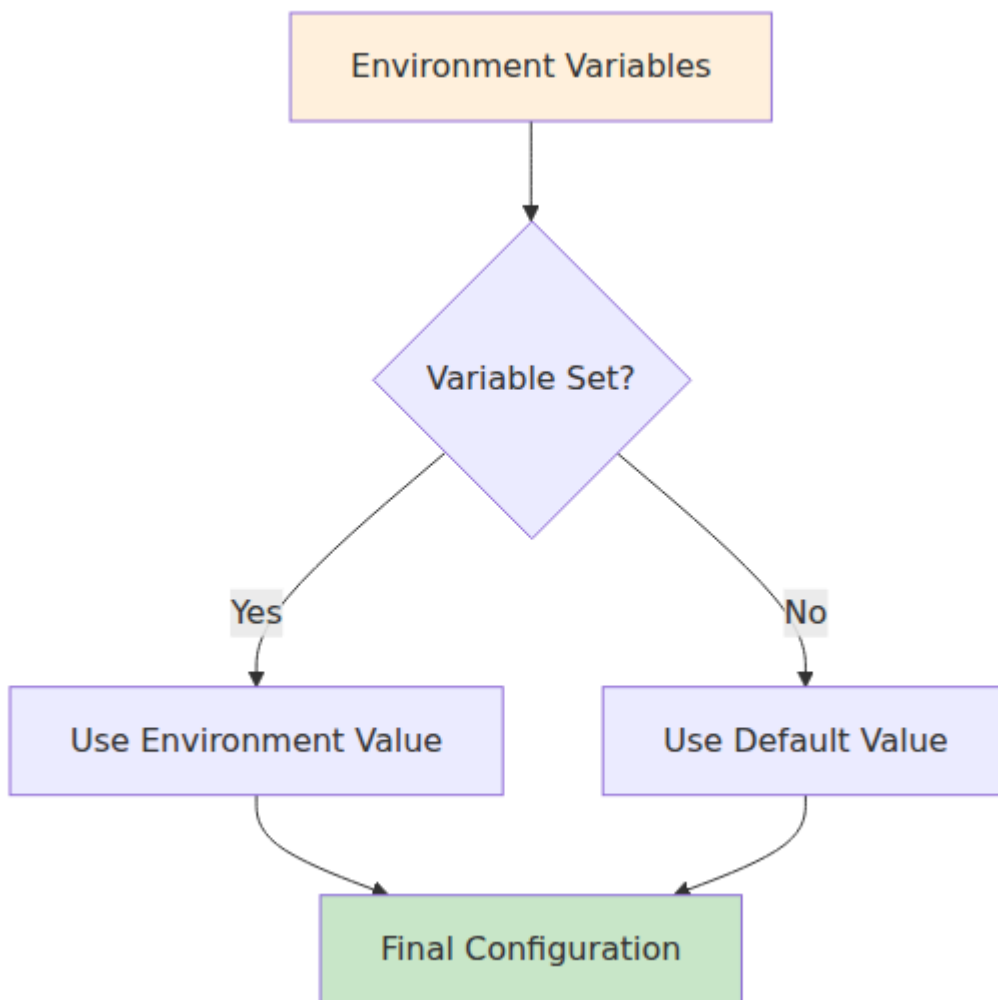 Environment Variables
Variable Set?
Yes
No
Use Environment Value
Use Default Value
Final Configuration